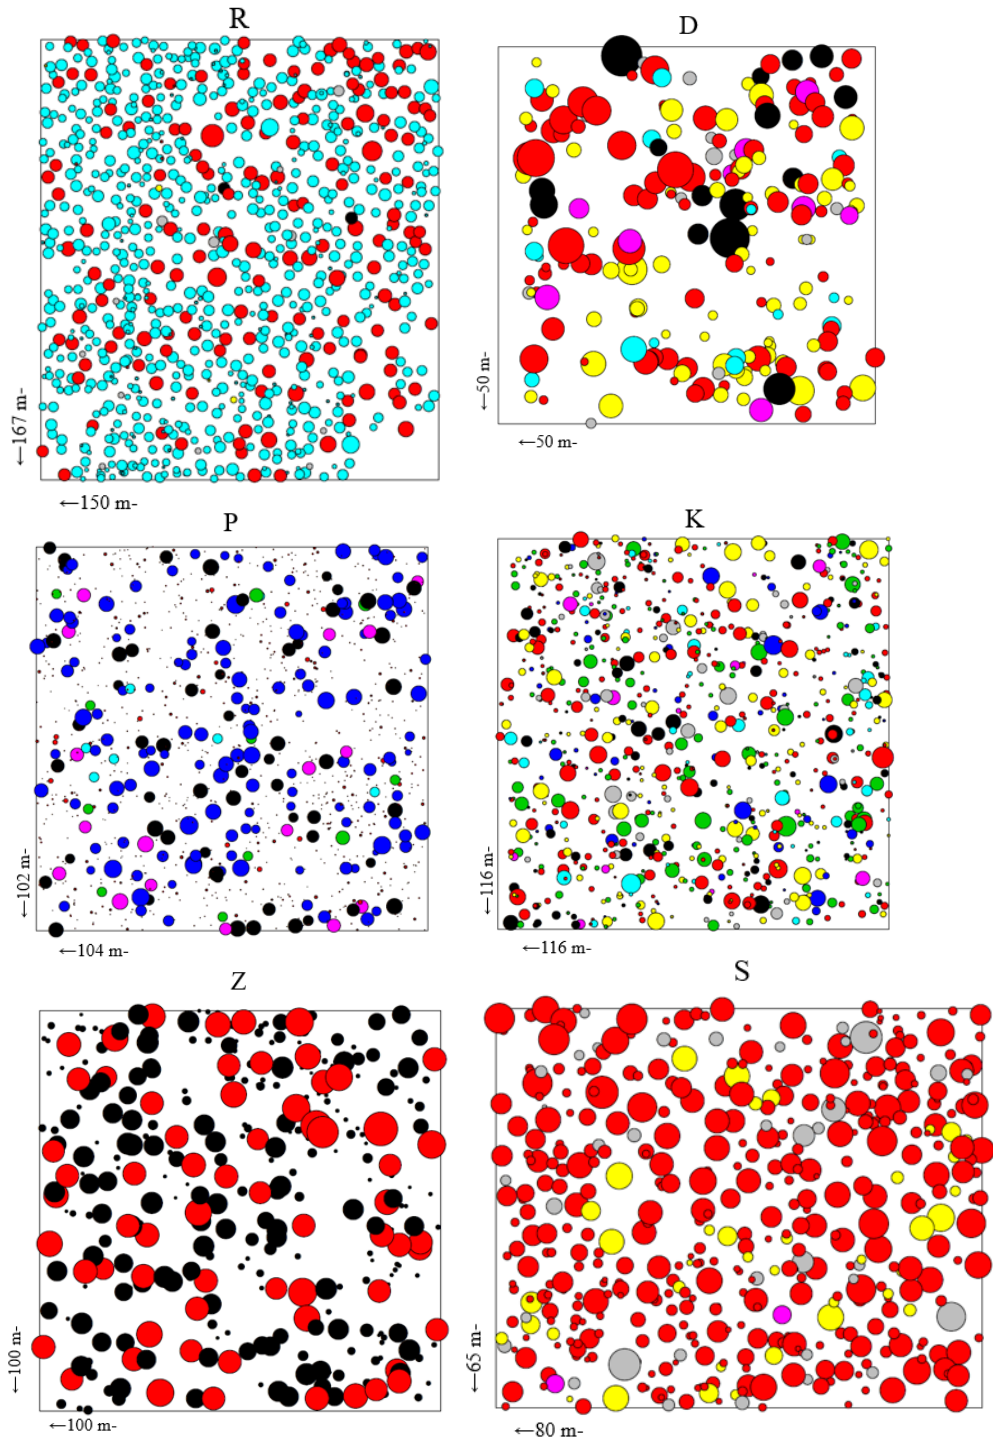 R
D
←167 m-
←50 m-
←50 m-
←150 m-
P
K
←102 m-
←116 m-
←104 m-
←116 m-
Z
S
←100 m-
←65 m-
←100 m-
←80 m-